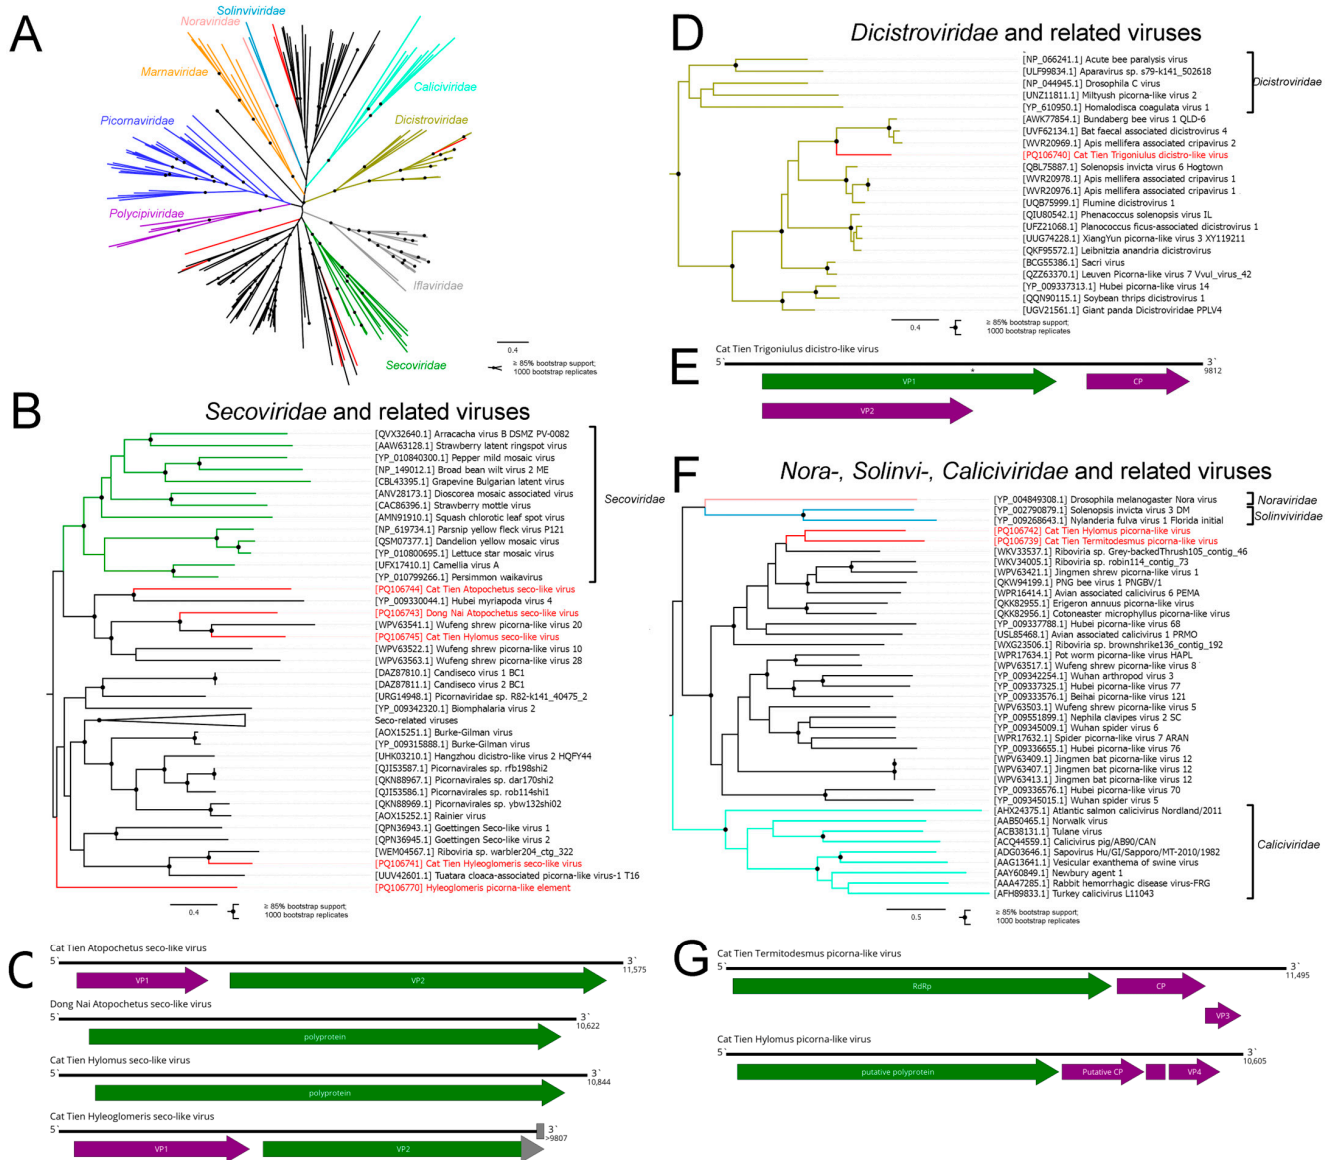 A
Solinviviridae
Noraviridae
Marnaviridae
Caliciviridae
Picornaviridae
Dicistroviridae
Polycipiviridae
Iflaviridae
Secoviridae
0.4
≥ 85% bootstrap support;
1000 bootstrap replicates
B
Secoviridae and related viruses
[QVX32640.1] Arracacha virus B DSMZ PV-0082
[AAW63128.1] Strawberry latent ringspot virus
[YP_010840300.1] Pepper mild mosaic virus
[NP_149012.1] Broad bean wilt virus 2 ME
[CBL43395.1] Grapevine Bulgarian latent virus
[ANV28173.1] Dioscorea mosaic associated virus
[CAC86396.1] Strawberry mottle virus
[AMN91910.1] Squash chlorotic leaf spot virus
[NP_619734.1] Parsnip yellow fleck virus P121
[QSM07377.1] Dandelion yellow mosaic virus
[YP_010800695.1] Lettuce star mosaic virus
[UFX17410.1] Camellia virus A
[YP_010799266.1] Persimmon waikavirus
Secoviridae
[PQ106744] Cat Tien Atopochetus seco-like virus
[YP_009330044.1] Hubei myriapoda virus 4
[PQ106743] Dong Nai Atopochetus seco-like virus
[WPV63541.1] Wufeng shrew picorna-like virus 20
[PQ106745] Cat Tien Hylomus seco-like virus
[WPV63522.1] Wufeng shrew picorna-like virus 10
[WPV63563.1] Wufeng shrew picorna-like virus 28
[DAZ87810.1] Candiseco virus 1 BC1
[DAZ87811.1] Candiseco virus 2 BC1
[URG14948.1] Picornaviridae sp. R82-k141_40475_2
[YP_009342320.1] Biomphalaria virus 2
Seco-related viruses
[AOX15251.1] Burke-Gilman virus
[YP_009315888.1] Burke-Gilman virus
[UHK03210.1] Hangzhou dicistro-like virus 2 HQFY44
[QJI53587.1] Picornavirales sp. rfb198shi2
[QKN88967.1] Picornavirales sp. dar170shi2
[QJI53586.1] Picornavirales sp. rob114shi1
[QKN88969.1] Picornavirales sp. ybw132shi02
[AOX15252.1] Rainier virus
[QPN36943.1] Goettingen Seco-like virus 1
[QPN36945.1] Goettingen Seco-like virus 2
[WEM04567.1] Riboviria sp. warbler204_ctg_322
[PQ106741] Cat Tien Hyleoglomeris seco-like virus
[UUV42601.1] Tuatara cloaca-associated picorna-like virus-1 T16
[PQ106770] Hyleoglomeris picorna-like element
0.4
≥ 85% bootstrap support;
1000 bootstrap replicates
C
Cat Tien Atopochetus seco-like virus
5` 3`
11,575
VP1 VP2
Dong Nai Atopochetus seco-like virus
5` 3`
10,622
polyprotein
Cat Tien Hylomus seco-like virus
5` 3`
10,844
polyprotein
Cat Tien Hyleoglomeris seco-like virus
5` 3`
>9807
VP1 VP2
D
Dicistroviridae and related viruses
[NP_066241.1] Acute bee paralysis virus
[ULF99834.1] Aparavirus sp. s79-k141_502618
[NP_044945.1] Drosophila C virus
[UNZ11811.1] Miltyush picorna-like virus 2
[YP_610950.1] Homalodisca coagulata virus 1
Dicistroviridae
[AWK77854.1] Bundaberg bee virus 1 QLD-6
[UVF62134.1] Bat faecal associated dicistrovirus 4
[WVR20969.1] Apis mellifera associated cripavirus 2
[PQ106740] Cat Tien Trigoniulus dicistro-like virus
[QBL75887.1] Solenopsis invicta virus 6 Hogtown
[WVR20978.1] Apis mellifera associated cripavirus 1
[WVR20976.1] Apis mellifera associated cripavirus 1
[UQB75999.1] Flumine dicistrovirus 1
[QIU80542.1] Phenacoccus solenopsis virus IL
[UFZ21068.1] Planococcus ficus-associated dicistrovirus 1
[UUG74228.1] XiangYun picorna-like virus 3 XY119211
[QKF95572.1] Leibnitzia anandria dicistrovirus
[BCG55386.1] Sacri virus
[QZZ63370.1] Leuven Picorna-like virus 7 Vvul_virus_42
[YP_009337313.1] Hubei picorna-like virus 14
[QQN90115.1] Soybean thrips dicistrovirus 1
[UGV21561.1] Giant panda Dicistroviridae PPLV4
0.4
≥ 85% bootstrap support;
1000 bootstrap replicates
E
Cat Tien Trigoniulus dicistro-like virus
5` 3`
9812
VP1 * CP
VP2
F
Nora-, Solinvi-, Caliciviridae and related viruses
[YP_004849308.1] Drosophila melanogaster Nora virus
Noraviridae
[YP_002790879.1] Solenopsis invicta virus 3 DM
[YP_009268643.1] Nylanderia fulva virus 1 Florida initial
Solinviviridae
[PQ106742] Cat Tien Hylomus picorna-like virus
[PQ106739] Cat Tien Termitodesmus picorna-like virus
[WKV33537.1] Riboviria sp. Grey-backedThrush105_contig_46
[WKV34005.1] Riboviria sp. robin114_contig_73
[WPV63421.1] Jingmen shrew picorna-like virus 1
[QKW94199.1] PNG bee virus 1 PNGBV/1
[WPR16414.1] Avian associated calicivirus 6 PEMA
[QKK82955.1] Erigeron annuus picorna-like virus
[QKK82956.1] Cotoneaster microphyllus picorna-like virus
[YP_009337788.1] Hubei picorna-like virus 68
[USL85468.1] Avian associated calicivirus 1 PRMO
[WXG23506.1] Riboviria sp. brownshrike136_contig_192
[WPR17634.1] Pot worm picorna-like virus HAPL
[WPV63517.1] Wufeng shrew picorna-like virus 8
[YP_009342254.1] Wuhan arthropod virus 3
[YP_009337325.1] Hubei picorna-like virus 77
[YP_009333576.1] Beihai picorna-like virus 121
[WPV63503.1] Wufeng shrew picorna-like virus 5
[YP_009551899.1] Nephila clavipes virus 2 SC
[YP_009345009.1] Wuhan spider virus 6
[WPR17632.1] Spider picorna-like virus 7 ARAN
[YP_009336655.1] Hubei picorna-like virus 76
[WPV63409.1] Jingmen bat picorna-like virus 12
[WPV63407.1] Jingmen bat picorna-like virus 12
[WPV63413.1] Jingmen bat picorna-like virus 12
[YP_009336576.1] Hubei picorna-like virus 70
[YP_009345015.1] Wuhan spider virus 5
[AHX24375.1] Atlantic salmon calicivirus Nordland/2011
[AAB50465.1] Norwalk virus
[ACB38131.1] Tulane virus
[ACQ44559.1] Calicivirus pig/AB90/CAN
[ADG03646.1] Sapovirus Hu/GI/Sapporo/MT-2010/1982
[AAG13641.1] Vesicular exanthema of swine virus
[AAY60849.1] Newbury agent 1
[AAA47285.1] Rabbit hemorrhagic disease virus-FRG
[AFH89833.1] Turkey calicivirus L11043
Caliciviridae
0.5
≥ 85% bootstrap support;
1000 bootstrap replicates
G
Cat Tien Termitodesmus picorna-like virus
5` 3`
11,495
RdRp CP
VP3
Cat Tien Hylomus picorna-like virus
5` 3`
10,605
putative polyprotein Putative CP VP4